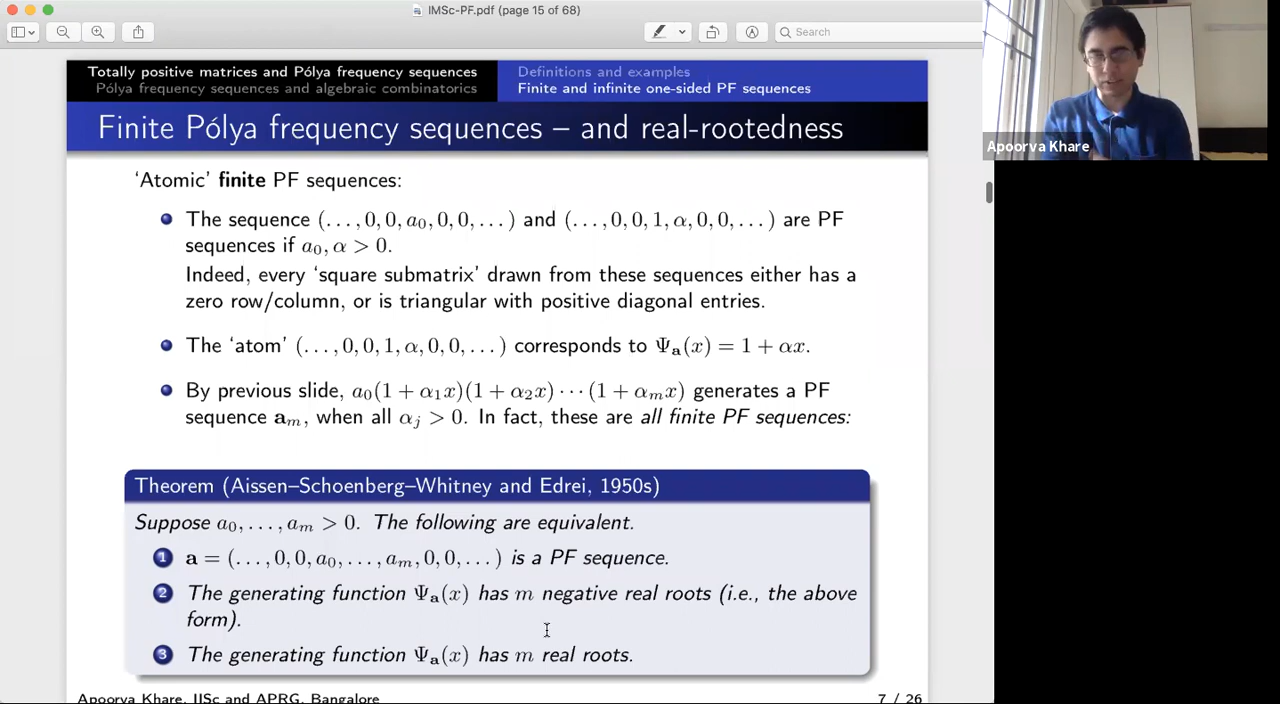 IMSc-PF.pdf (page 15 of 68)
Search
Totally positive matrices and Pólya frequency sequences
Pólya frequency sequences and algebraic combinatorics
Definitions and examples
Finite and infinite one-sided PF sequences
Finite Pólya frequency sequences – and real-rootedness
Apoorva Khare
'Atomic' finite PF sequences:
The sequence (…, 0, 0, a₀, 0, 0, …) and (…, 0, 0, 1, α, 0, 0, …) are PF
sequences if a₀, α > 0.
Indeed, every 'square submatrix' drawn from these sequences either has a
zero row/column, or is triangular with positive diagonal entries.
The 'atom' (…, 0, 0, 1, α, 0, 0, …) corresponds to Ψₐ(x) = 1 + αx.
By previous slide, a₀(1 + α₁x)(1 + α₂x) ⋯ (1 + αₘx) generates a PF
sequence aₘ, when all αⱼ > 0. In fact, these are all finite PF sequences:
Theorem (Aissen–Schoenberg–Whitney and Edrei, 1950s)
Suppose a₀, …, aₘ > 0. The following are equivalent.
1 a = (…, 0, 0, a₀, …, aₘ, 0, 0, …) is a PF sequence.
2 The generating function Ψₐ(x) has m negative real roots (i.e., the above
form).
3 The generating function Ψₐ(x) has m real roots.
Apoorva Khare, IISc and APRG, Bangalore
7 / 26